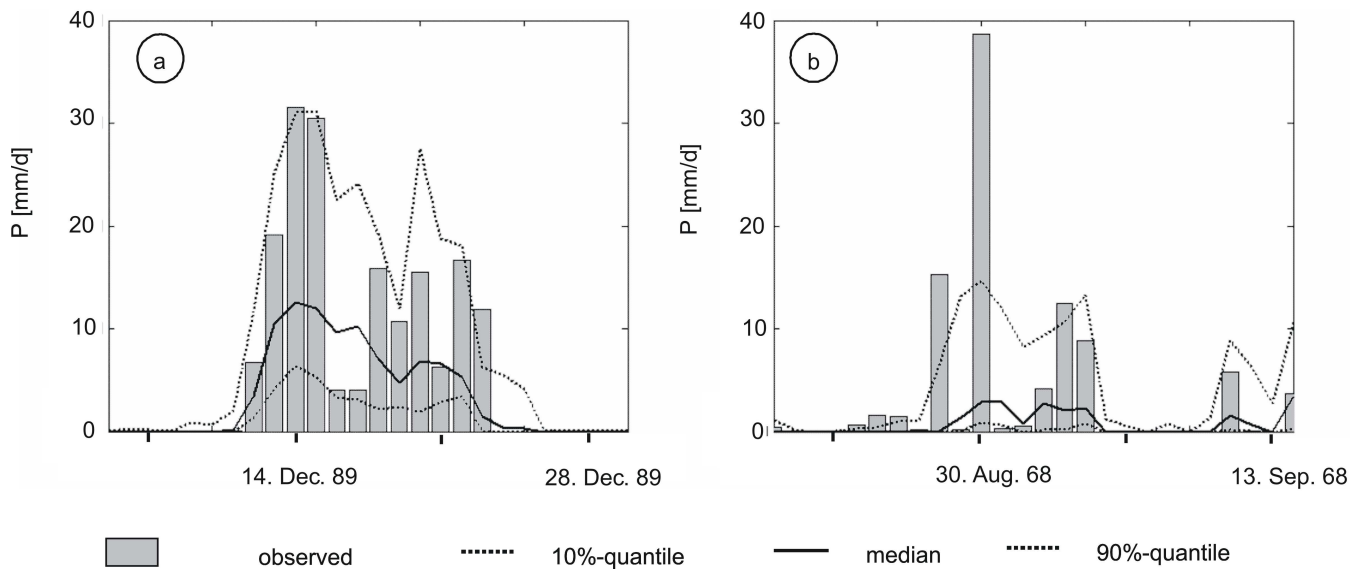 40
30
20
10
0
P [mm/d]
a
14. Dec. 89
28. Dec. 89
40
30
20
10
0
P [mm/d]
b
30. Aug. 68
13. Sep. 68
observed
10%-quantile
median
90%-quantile